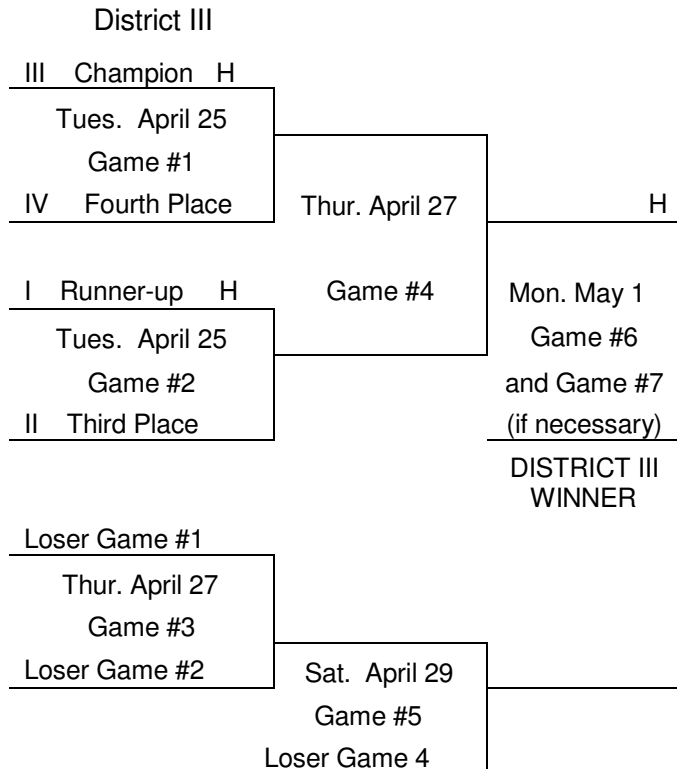 District III
III Champion H
Tues. April 25
Game #1
IV Fourth Place
Thur. April 27
H
I Runner-up H
Game #4
Mon. May 1
Tues. April 25
Game #6
Game #2
and Game #7
II Third Place
(if necessary)
DISTRICT III
WINNER
Loser Game #1
Thur. April 27
Game #3
Loser Game #2
Sat. April 29
Game #5
Loser Game 4